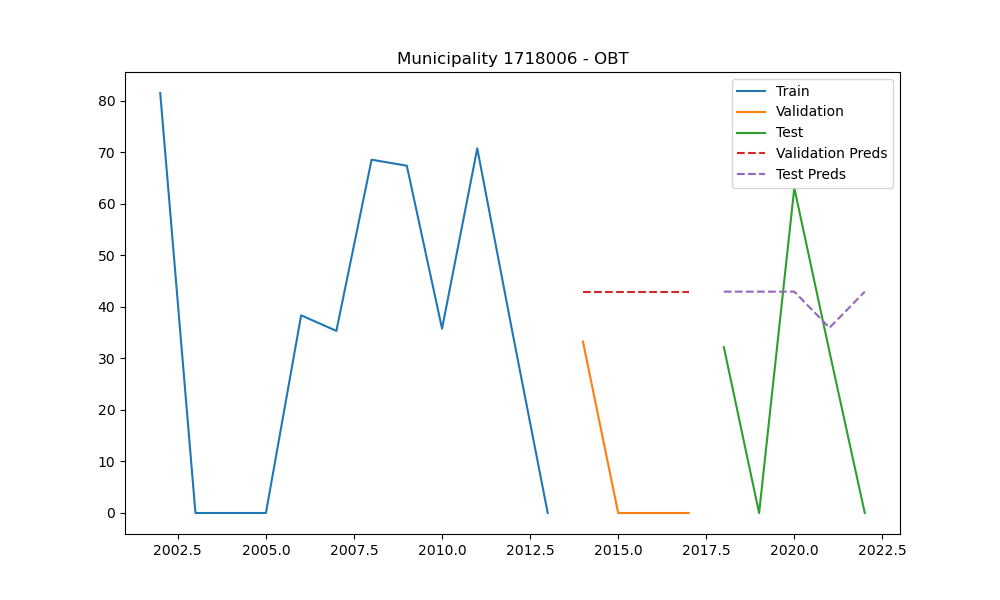 Municipality 1718006 - OBT
Train
Validation
Test
Validation Preds
Test Preds
80
70
60
50
40
30
20
10
0
2002.5 2005.0 2007.5 2010.0 2012.5 2015.0 2017.5 2020.0 2022.5